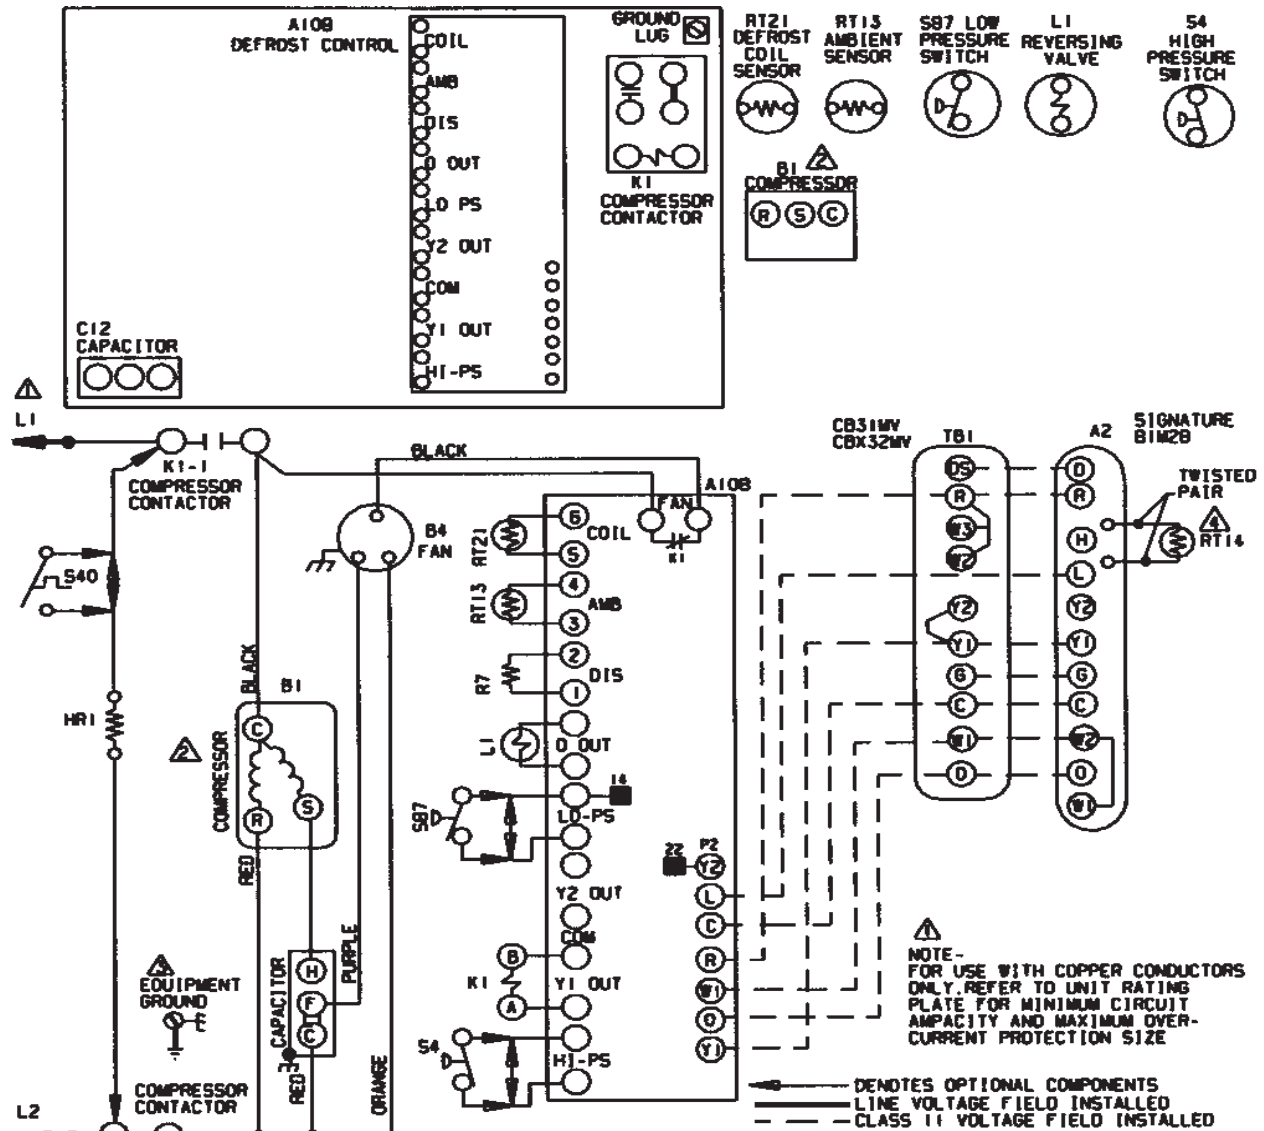 A108
DEFROST CONTROL
COIL
AMB
DIS
O OUT
LO PS
Y2 OUT
COM
Y1 OUT
HI-PS
C12
CAPACITOR
GROUND
LUG
K1
COMPRESSOR
CONTACTOR
RT21
DEFROST
COIL
SENSOR
RT13
AMBIENT
SENSOR
S87 LOW
PRESSURE
SWITCH
L1
REVERSING
VALVE
S4
HIGH
PRESSURE
SWITCH
2
B1
COMPRESSOR
R S C
1
L1
K1-1
COMPRESSOR
CONTACTOR
BLACK
S40
HR1
BLACK
B4
FAN
B1
2
COMPRESSOR
C
R
S
RED
PURPLE
ORANGE
CAPACITOR
H
F
C
RED
3
EQUIPMENT
GROUND
E
COMPRESSOR
CONTACTOR
L2
A108
FAN
K1
RT21
6
COIL
5
RT13
4
AMB
3
R7
2
DIS
1
L1
O OUT
14
S87
LO-PS
Y2 OUT
COM
K1
B
A
Y1 OUT
S4
HI-PS
22
P2
Y2
L
C
R
W1
O
Y1
CB31MV
CBX32MV
TB1
DS
R
W3
W2
Y2
Y1
G
C
W1
O
A2
SIGNATURE
BIM2B
D
R
H
L
Y2
Y1
G
C
W2
O
W1
TWISTED
PAIR
4
RT14
1
NOTE-
FOR USE WITH COPPER CONDUCTORS
ONLY.REFER TO UNIT RATING
PLATE FOR MINIMUM CIRCUIT
AMPACITY AND MAXIMUM OVER-
CURRENT PROTECTION SIZE
DENOTES OPTIONAL COMPONENTS
LINE VOLTAGE FIELD INSTALLED
CLASS II VOLTAGE FIELD INSTALLED